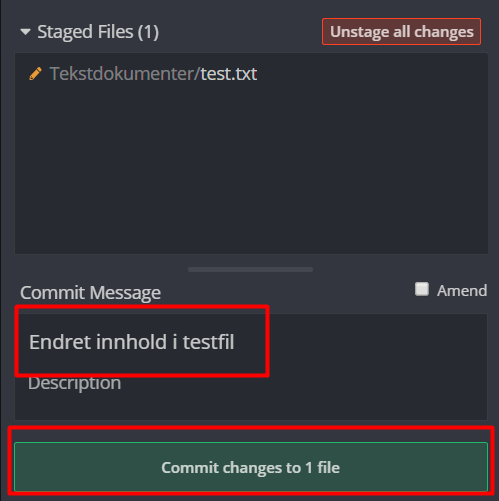 Staged Files (1)
Unstage all changes
Tekstdokumenter/test.txt
Commit Message
Amend
Endret innhold i testfil
Description
Commit changes to 1 file